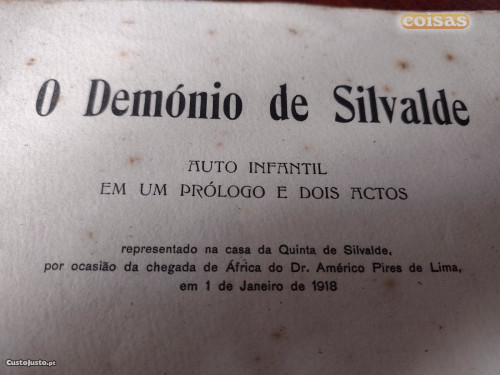 coisas
O Demónio de Silvalde
AUTO INFANTIL
EM UM PRÓLOGO E DOIS ACTOS
representado na casa da Quinta de Silvalde,
por ocasião da chegada de África do Dr. Américo Pires de Lima,
em 1 de Janeiro de 1918
CustoJusto.pt